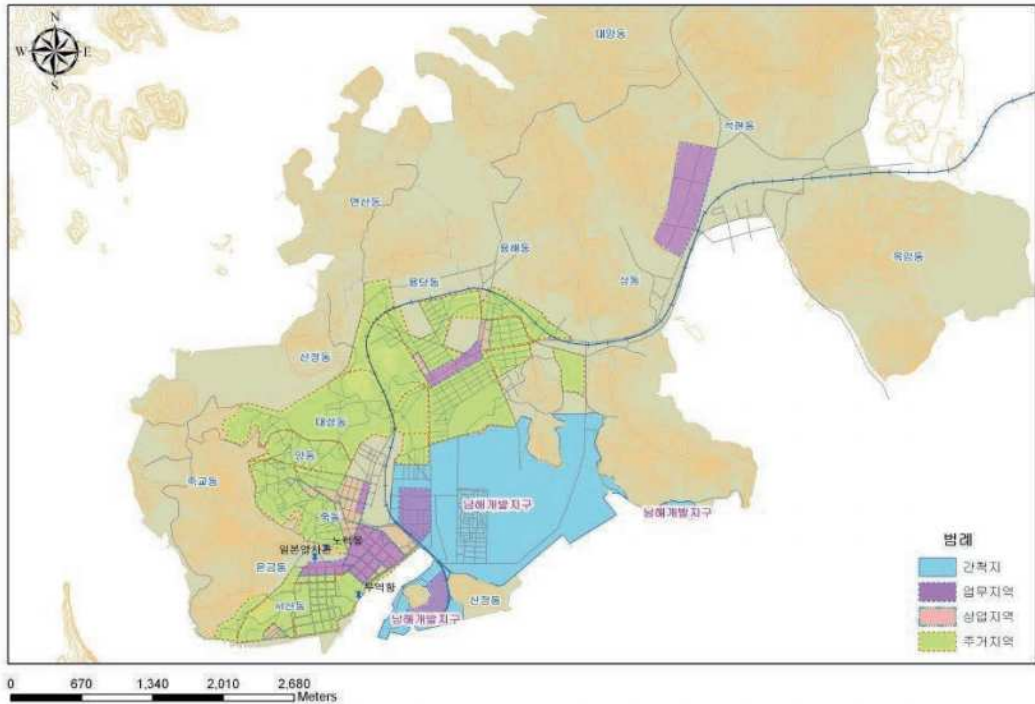 N
W E
S
대양동
석현동
연산동
용해동
옥암동
용당동
상동
산정동
대성동
양동
죽교동
죽동
남해개발지구
남해개발지구
노적봉
일본영사관
온금동
무역항
서산동
산정동
남해개발지구
범례
간척지
업무지역
상업지역
주거지역
0 670 1,340 2,010 2,680
Meters